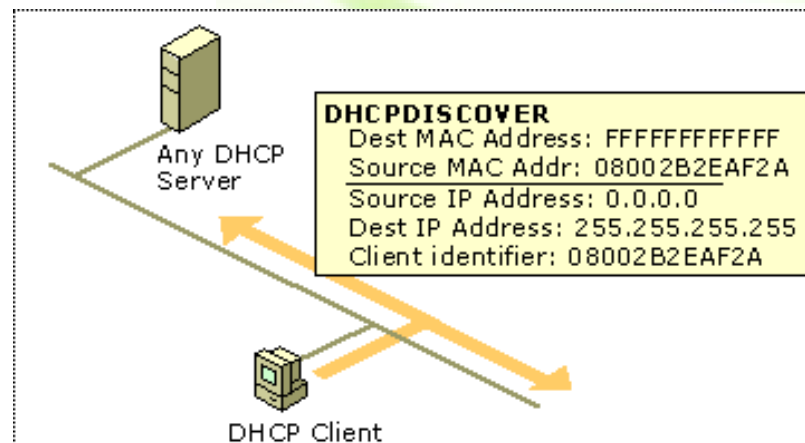 Any DHCP
Server
DHCPDISCOVER
Dest MAC Address: FFFFFFFFFFFF
Source MAC Addr: 08002B2EAF2A
Source IP Address: 0.0.0.0
Dest IP Address: 255.255.255.255
Client identifier: 08002B2EAF2A
DHCP Client